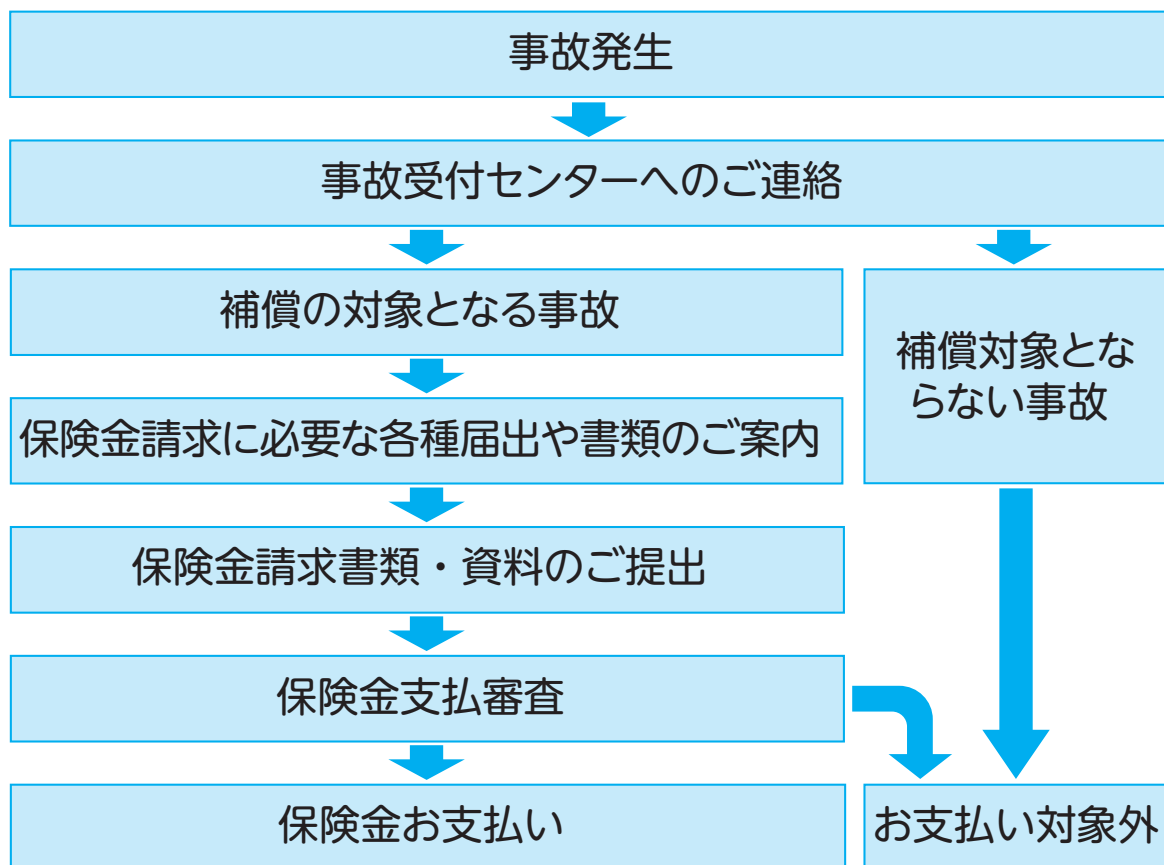 事故発生
事故受付センターへのご連絡
補償の対象となる事故
補償対象とな
らない事故
保険金請求に必要な各種届出や書類のご案内
保険金請求書類・資料のご提出
保険金支払審査
保険金お支払い
お支払い対象外